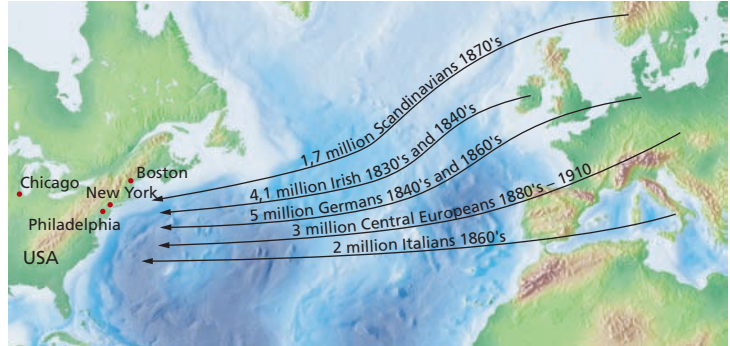 1,7 million Scandinavians 1870's
4,1 million Irish 1830's and 1840's
5 million Germans 1840's and 1860's
3 million Central Europeans 1880's – 1910
2 million Italians 1860's
Chicago
Boston
New York
Philadelphia
USA